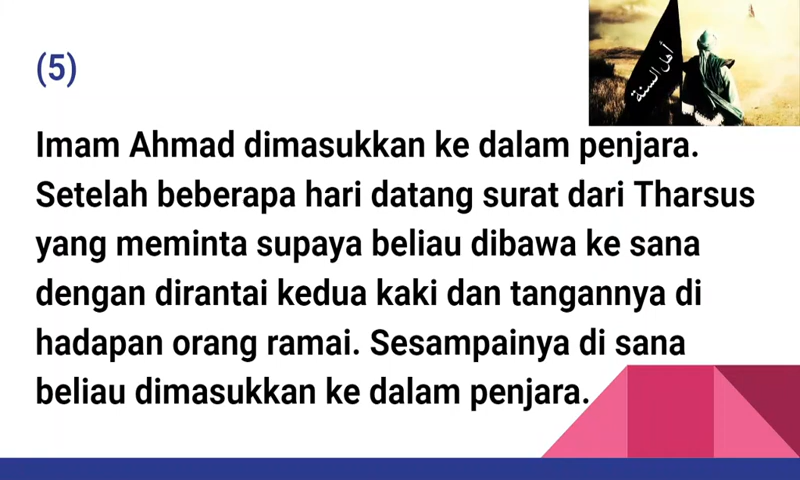 أهل السنة
(5)
Imam Ahmad dimasukkan ke dalam penjara.
Setelah beberapa hari datang surat dari Tharsus
yang meminta supaya beliau dibawa ke sana
dengan dirantai kedua kaki dan tangannya di
hadapan orang ramai. Sesampainya di sana
beliau dimasukkan ke dalam penjara.